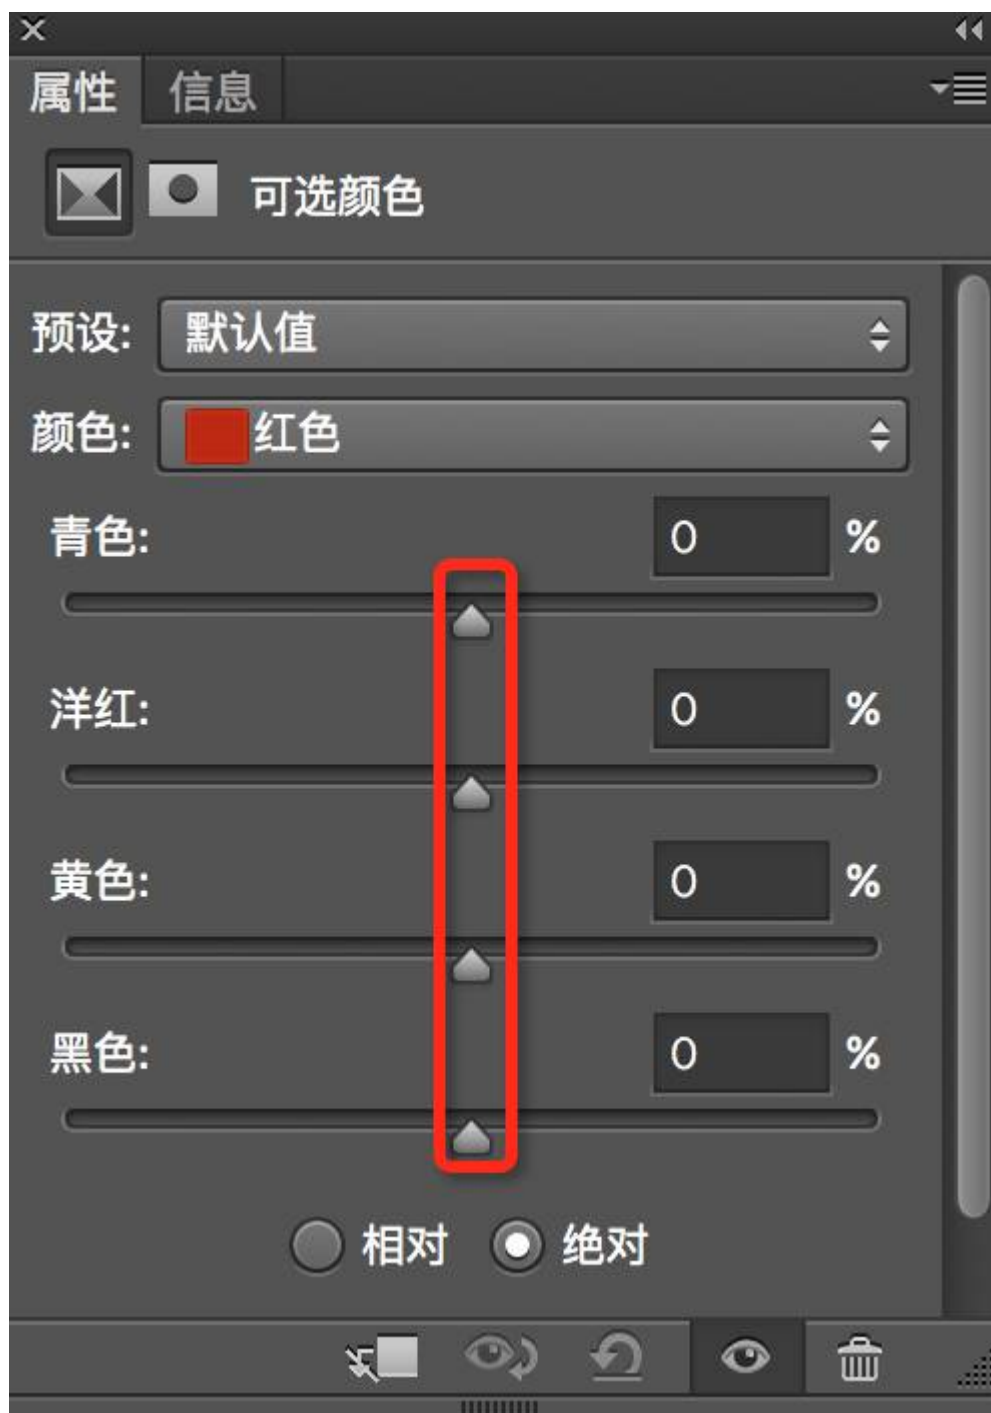 属性 信息
可选颜色
预设: 默认值
颜色: 红色
青色: 0 %
洋红: 0 %
黄色: 0 %
黑色: 0 %
相对 绝对